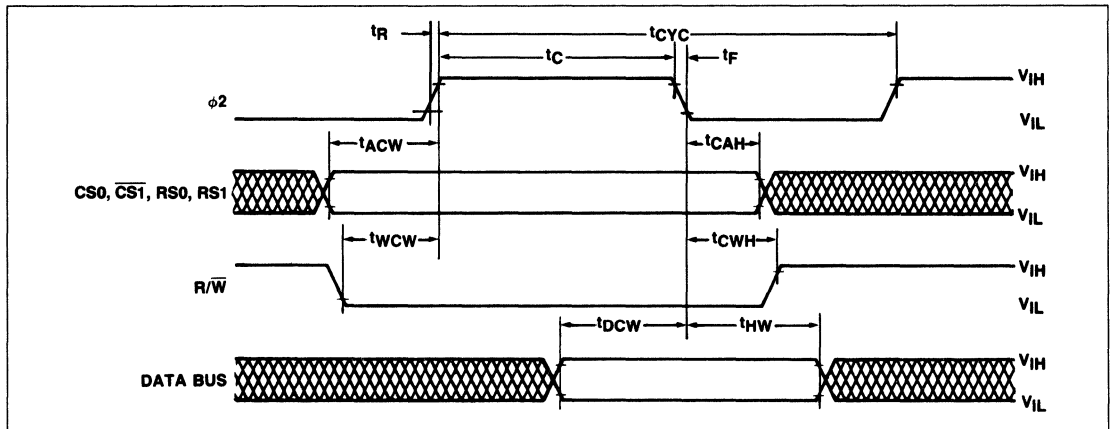 tR
tCYC
tC
tF
ϕ2
VIH
VIL
tACW
tCAH
CS0, C̅S̅1̅, RS0, RS1
VIH
VIL
tWCW
tCWH
R/W̅
VIH
VIL
tDCW
tHW
DATA BUS
VIH
VIL